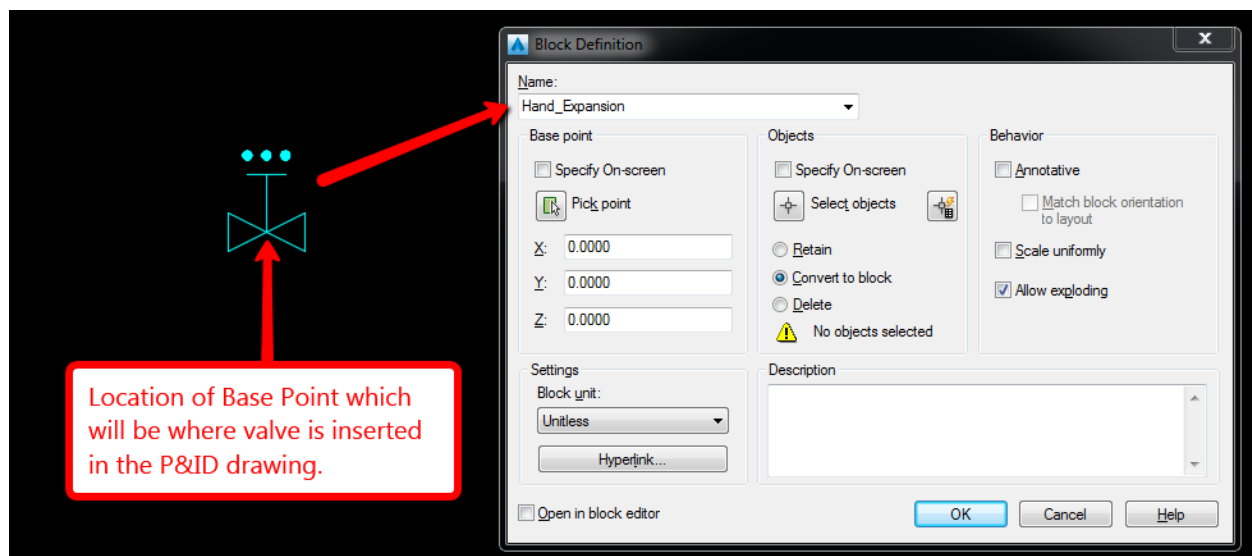 Block Definition
x
Name:
Hand_Expansion
Base point
Specify On-screen
Pick point
X: 0.0000
Y: 0.0000
Z: 0.0000
Objects
Specify On-screen
Select objects
Retain
Convert to block
Delete
No objects selected
Behavior
Annotative
Match block orientation
to layout
Scale uniformly
Allow exploding
Location of Base Point which
will be where valve is inserted
in the P&ID drawing.
Settings
Block unit:
Unitless
Hyperlink...
Description
Open in block editor
OK
Cancel
Help